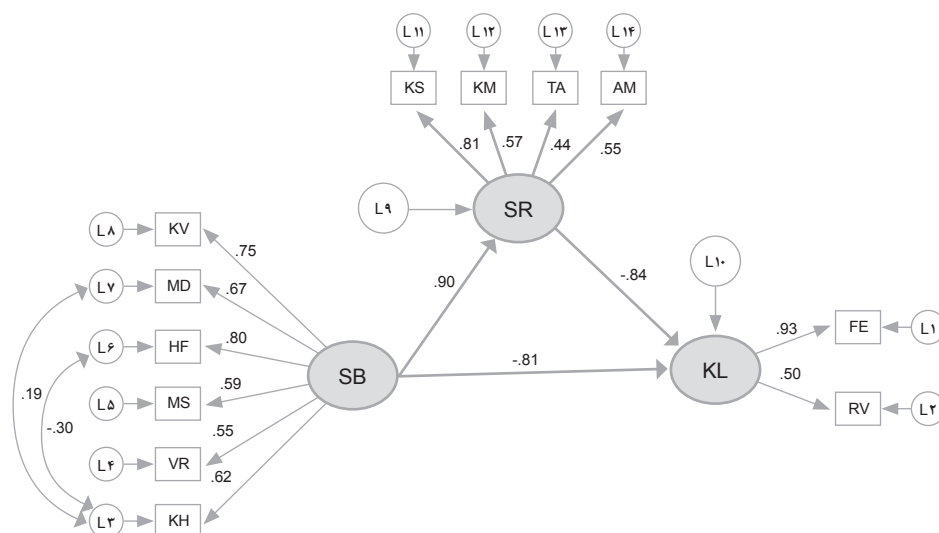 L۱۱ L۱۲ L۱۳ L۱۴
KS KM TA AM
.81 .57 .44 .55
L۹ SR
L۸ KV
.75
L۷ MD
.67
.90
-.84
L۱۰
L۶ HF
.80
.93 FE L۱
SB
-.81
KL
.19
L۵ MS
.59
.50
RV L۲
-.30
.55
L۴ VR
.62
L۳ KH